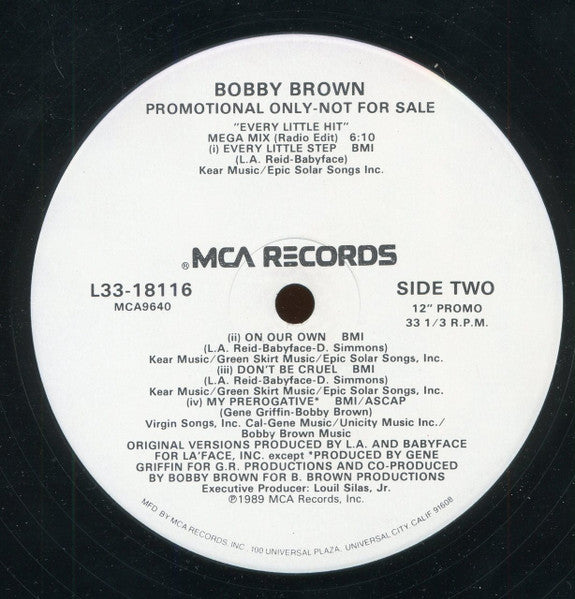 BOBBY BROWN
PROMOTIONAL ONLY-NOT FOR SALE
"EVERY LITTLE HIT"
MEGA MIX (Radio Edit) 6:10
(i) EVERY LITTLE STEP BMI
(L.A. Reid-Babyface)
Kear Music/Epic Solar Songs Inc.
® MCA RECORDS
L33-18116
MCA9640
SIDE TWO
12" PROMO
33 1/3 R.P.M.
(ii) ON OUR OWN BMI
(L.A. Reid-Babyface-D. Simmons)
Kear Music/Green Skirt Music/Epic Solar Songs, Inc.
(iii) DON'T BE CRUEL BMI
(L.A. Reid-Babyface-D. Simmons)
Kear Music/Green Skirt Music/Epic Solar Songs, Inc.
(iv) MY PREROGATIVE* BMI/ASCAP
(Gene Griffin-Bobby Brown)
Virgin Songs, Inc. Cal-Gene Music/Unicity Music Inc./
Bobby Brown Music
ORIGINAL VERSIONS PRODUCED BY L.A. AND BABYFACE
FOR LA'FACE, INC. except *PRODUCED BY GENE
GRIFFIN FOR G.R. PRODUCTIONS AND CO-PRODUCED
BY BOBBY BROWN FOR B. BROWN PRODUCTIONS
Executive Producer: Louil Silas, Jr.
℗1989 MCA Records, Inc.
MFD. BY MCA RECORDS, INC. 100 UNIVERSAL PLAZA, UNIVERSAL CITY, CALIF. 91608